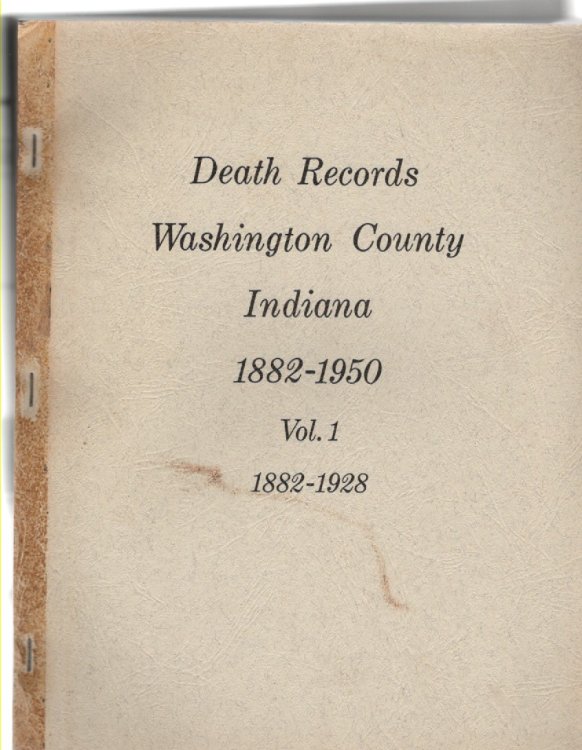 Death Records
Washington County
Indiana
1882-1950
Vol. 1
1882-1928